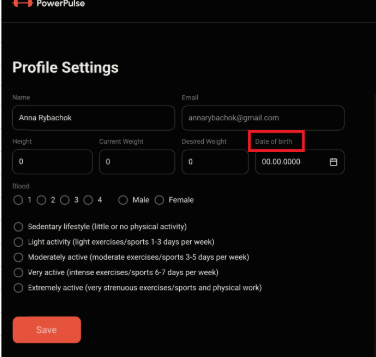 PowerPulse
Profile Settings
Name Email
Anna Rybachok annarybachok@gmail.com
Height Current Weight Desired Weight Date of birth
0 0 0 00.00.0000
Blood
1 2 3 4 Male Female
Sedentary lifestyle (little or no physical activity)
Light activity (light exercises/sports 1-3 days per week)
Moderately active (moderate exercises/sports 3-5 days per week)
Very active (intense exercises/sports 6-7 days per week)
Extremely active (very strenuous exercises/sports and physical work)
Save